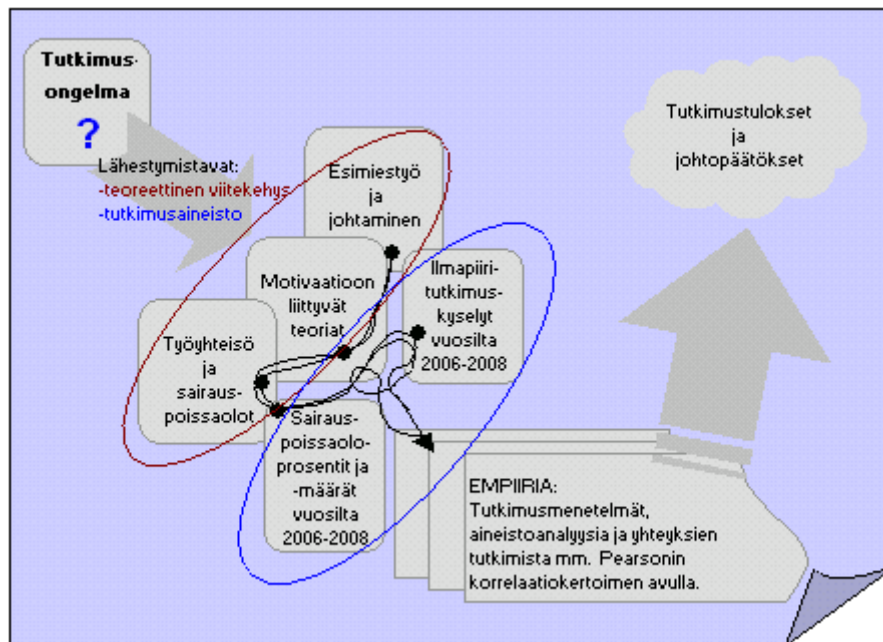 Tutkimus-
ongelma
?
Lähestymistavat:
-teoreettinen viitekehys
-tutkimusaineisto
Esimiestyö
ja
johtaminen
Motivaatioon
liittyvät
teoriat
Työyhteisö
ja
sairaus-
poissaolot
Ilmapiiri-
tutkimus-
kyselyt
vuosilta
2006-2008
Sairaus-
poissaolo-
prosentit ja
-määrät
vuosilta
2006-2008
EMPIIRIA:
Tutkimusmenetelmät,
aineistoanalyysia ja yhteyksien
tutkimista mm. Pearsonin
korrelaatiokertoimen avulla.
Tutkimustulokset
ja
johtopäätökset